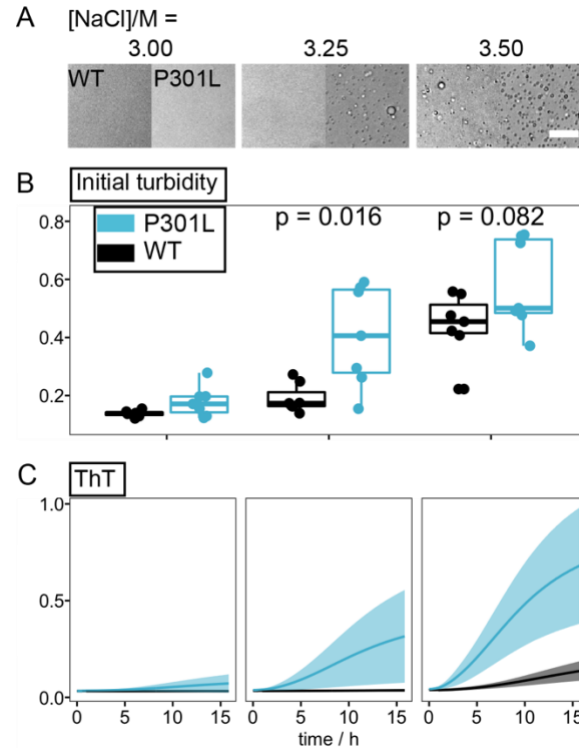 A [NaCl]/M =
3.00 3.25 3.50
WT P301L
B Initial turbidity
P301L
WT
p = 0.016 p = 0.082
0.8
0.6
0.4
0.2
C ThT
1.0
0.5
0.0
0 5 10 15 0 5 10 15 0 5 10 15
time / h